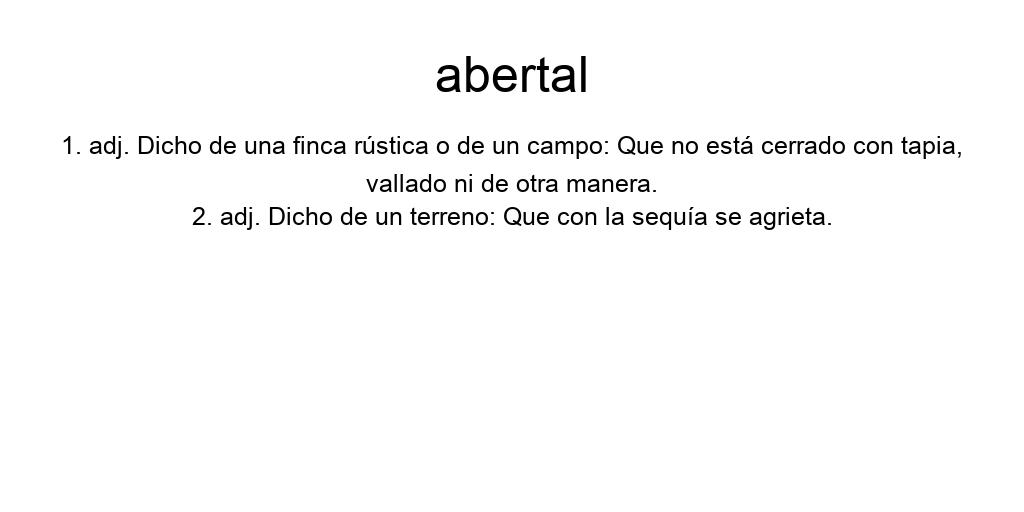 abertal
1. adj. Dicho de una finca rústica o de un campo: Que no está cerrado con tapia,
vallado ni de otra manera.
2. adj. Dicho de un terreno: Que con la sequía se agrieta.